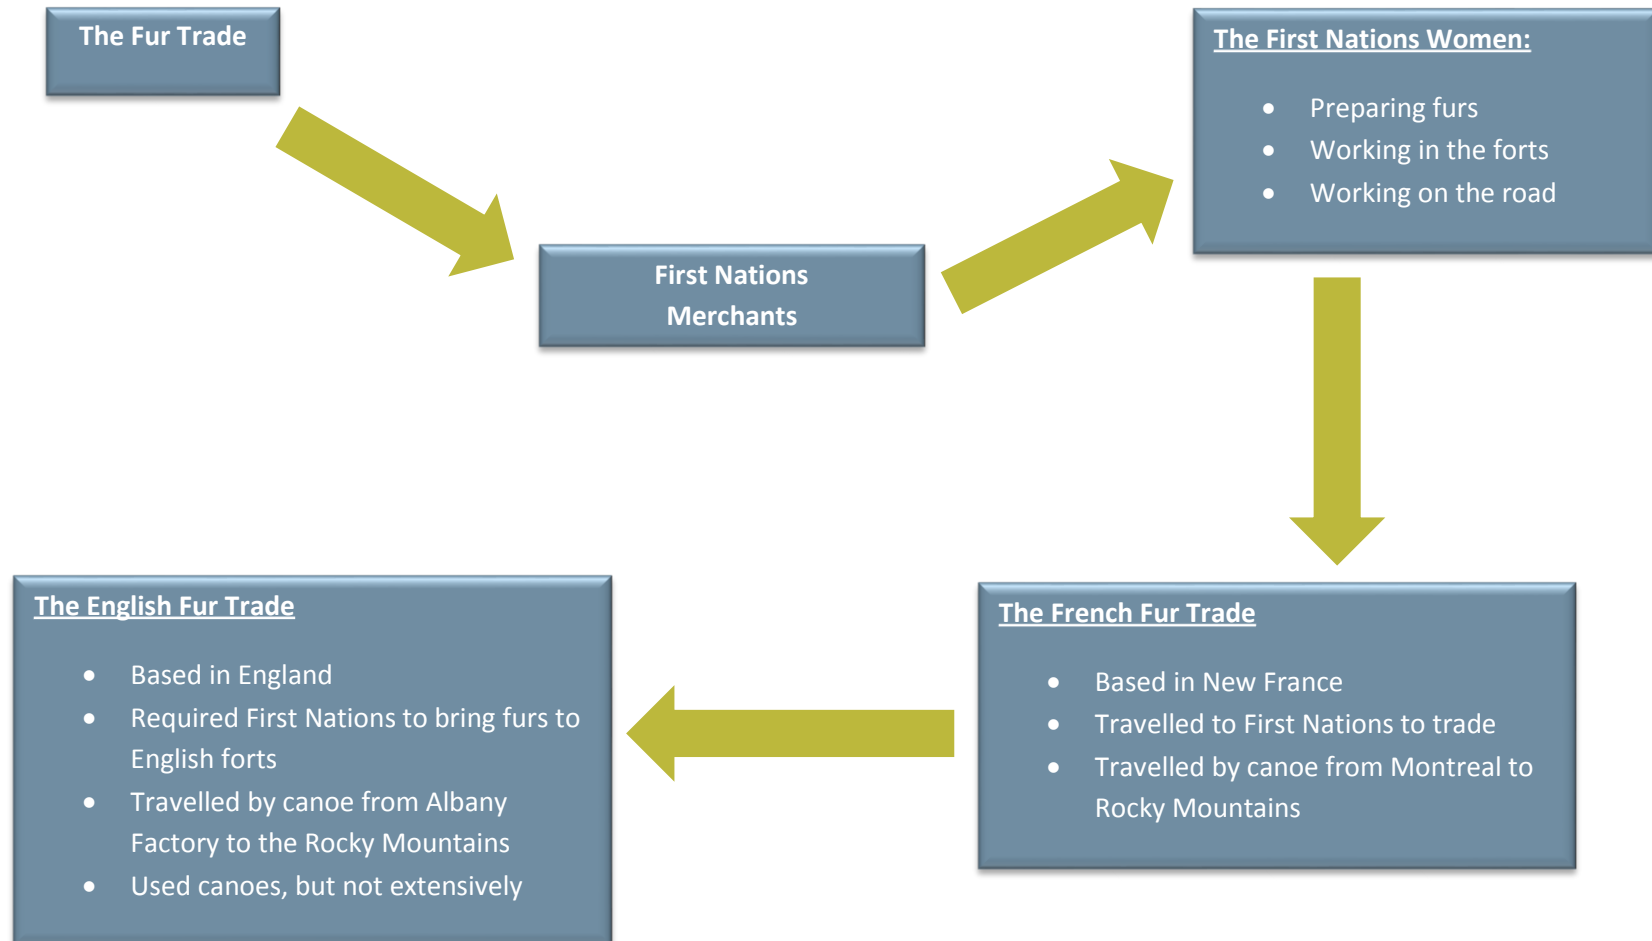 The Fur Trade
First Nations
Merchants
The First Nations Women:
• Preparing furs
• Working in the forts
• Working on the road
The French Fur Trade
• Based in New France
• Travelled to First Nations to trade
• Travelled by canoe from Montreal to
Rocky Mountains
The English Fur Trade
• Based in England
• Required First Nations to bring furs to
English forts
• Travelled by canoe from Albany
Factory to the Rocky Mountains
• Used canoes, but not extensively